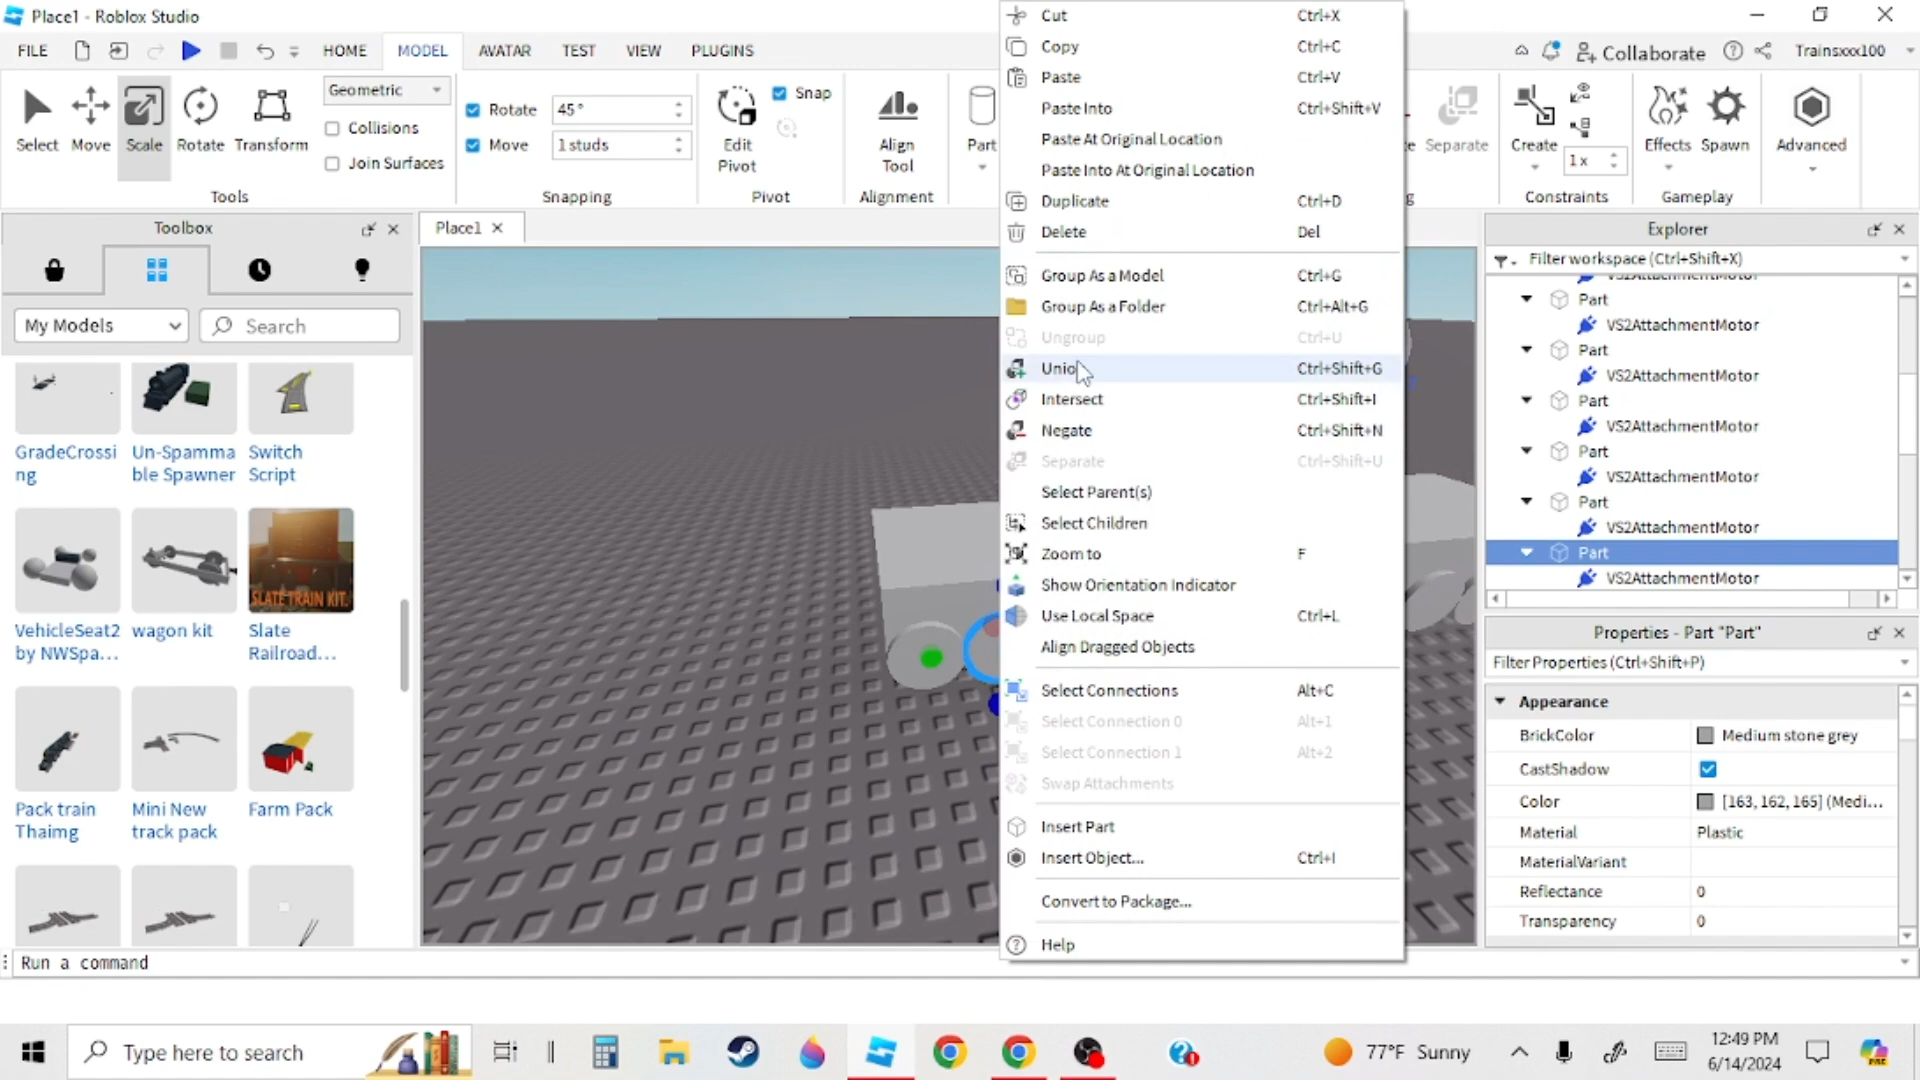 Place1 - Roblox Studio
FILE HOME MODEL AVATAR TEST VIEW PLUGINS Collaborate Trainsxxx100
Select Move Scale Rotate Transform
Geometric
Collisions
Join Surfaces
Tools
Rotate 45°
Move 1 studs
Snapping
Edit Pivot
Snap
Pivot
Align Tool
Alignment
Part
Separate
Create
1x
Constraints
Effects Spawn
Gameplay
Advanced
Toolbox
My Models Search
GradeCrossi
ng
Un-Spamma
ble Spawner
Switch
Script
VehicleSeat2
by NWSpa...
wagon kit
SLATE TRAIN KIT.
Slate
Railroad...
Pack train
Thaimg
Mini New
track pack
Farm Pack
Place1
Cut Ctrl+X
Copy Ctrl+C
Paste Ctrl+V
Paste Into Ctrl+Shift+V
Paste At Original Location
Paste Into At Original Location
Duplicate Ctrl+D
Delete Del
Group As a Model Ctrl+G
Group As a Folder Ctrl+Alt+G
Ungroup Ctrl+U
Unio Ctrl+Shift+G
Intersect Ctrl+Shift+I
Negate Ctrl+Shift+N
Separate Ctrl+Shift+U
Select Parent(s)
Select Children
Zoom to F
Show Orientation Indicator
Use Local Space Ctrl+L
Align Dragged Objects
Select Connections Alt+C
Select Connection 0 Alt+1
Select Connection 1 Alt+2
Swap Attachments
Insert Part
Insert Object... Ctrl+I
Convert to Package...
Help
Explorer
Filter workspace (Ctrl+Shift+X)
VS2AttachmentMotor
Part
VS2AttachmentMotor
Part
VS2AttachmentMotor
Part
VS2AttachmentMotor
Part
VS2AttachmentMotor
Part
VS2AttachmentMotor
Part
VS2AttachmentMotor
Properties - Part "Part"
Filter Properties (Ctrl+Shift+P)
Appearance
BrickColor Medium stone grey
CastShadow
Color [163, 162, 165] (Medi...
Material Plastic
MaterialVariant
Reflectance 0
Transparency 0
Run a command
Type here to search
77°F Sunny
12:49 PM
6/14/2024